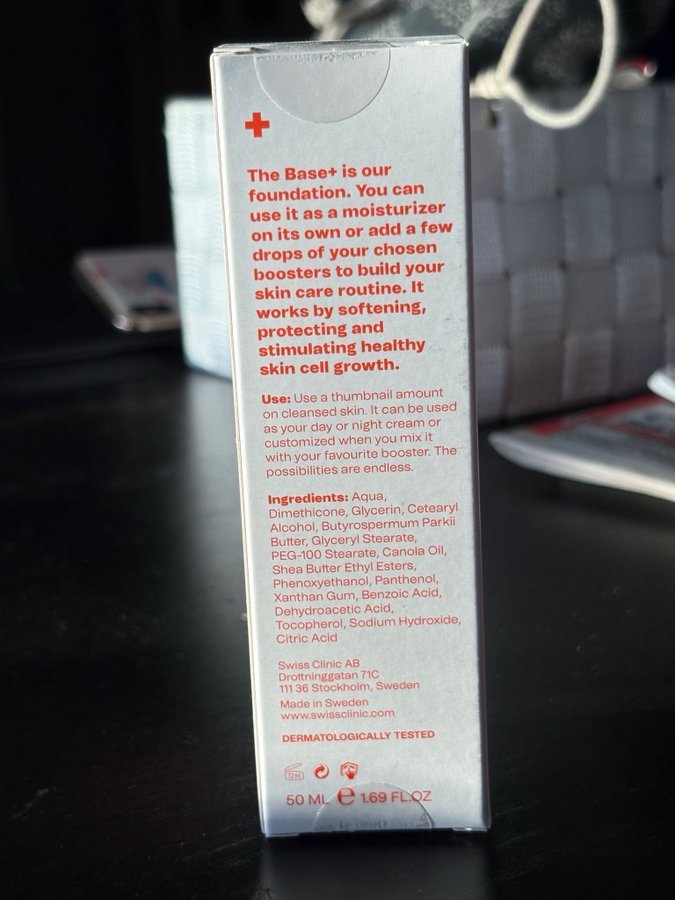 The Base+ is our
foundation. You can
use it as a moisturizer
on its own or add a few
drops of your chosen
boosters to build your
skin care routine. It
works by softening,
protecting and
stimulating healthy
skin cell growth.
Use: Use a thumbnail amount
on cleansed skin. It can be used
as your day or night cream or
customized when you mix it
with your favourite booster. The
possibilities are endless.
Ingredients: Aqua,
Dimethicone, Glycerin, Cetearyl
Alcohol, Butyrospermum Parkii
Butter, Glyceryl Stearate,
PEG-100 Stearate, Canola Oil,
Shea Butter Ethyl Esters,
Phenoxyethanol, Panthenol,
Xanthan Gum, Benzoic Acid,
Dehydroacetic Acid,
Tocopherol, Sodium Hydroxide,
Citric Acid
Swiss Clinic AB
Drottninggatan 71C
111 36 Stockholm, Sweden
Made in Sweden
www.swissclinic.com
DERMATOLOGICALLY TESTED
12M
50 ML ℮ 1.69 FL.OZ